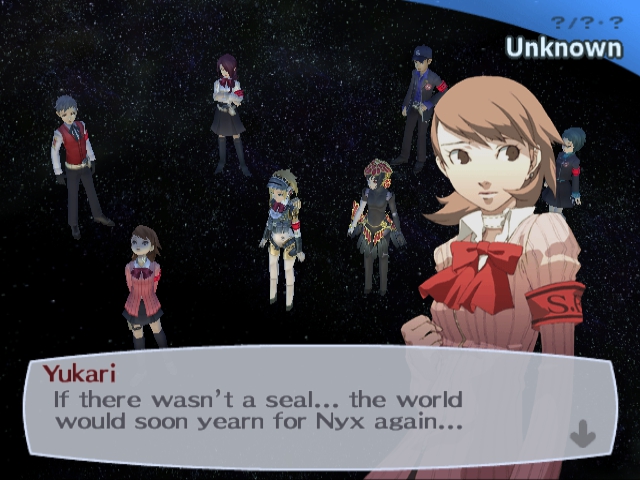 ?/?・?
Unknown
S.E
Yukari
If there wasn't a seal... the world
would soon yearn for Nyx again...